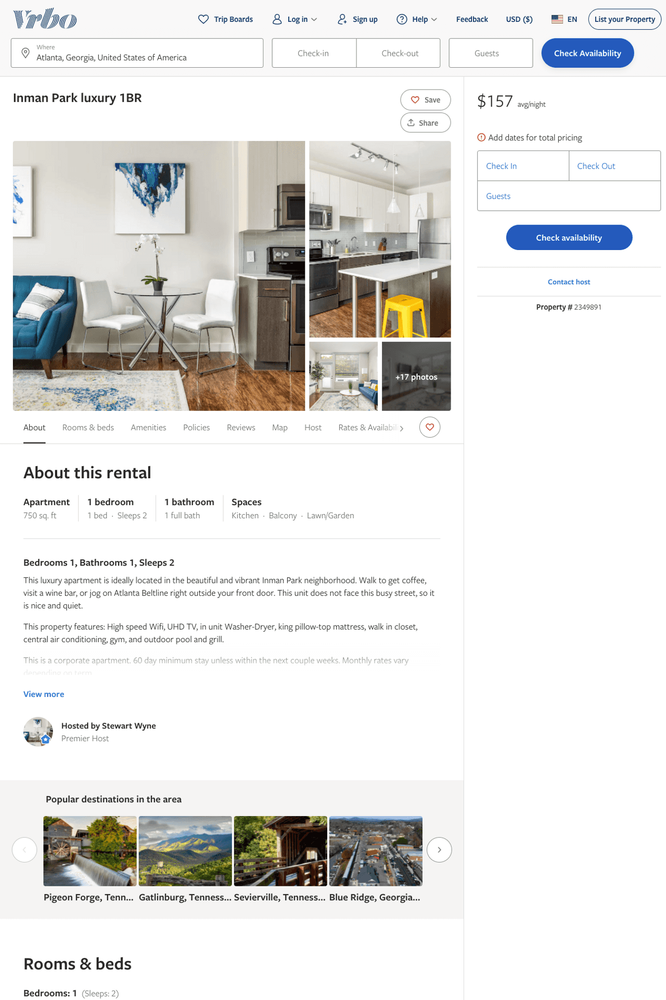 Vrbo
Trip Boards
Log in
Sign up
Help
Feedback
USD ($)
EN
List your Property
Where
Atlanta, Georgia, United States of America
Check-in
Check-out
Guests
Check Availability
Inman Park luxury 1BR
Save
Share
$157 avg/night
Add dates for total pricing
Check In
Check Out
Guests
Check availability
Contact host
Property # 2349891
+17 photos
About
Rooms & beds
Amenities
Policies
Reviews
Map
Host
Rates & Availabili
About this rental
Apartment
750 sq. ft
1 bedroom
1 bed · Sleeps 2
1 bathroom
1 full bath
Spaces
Kitchen · Balcony · Lawn/Garden
Bedrooms 1, Bathrooms 1, Sleeps 2
This luxury apartment is ideally located in the beautiful and vibrant Inman Park neighborhood. Walk to get coffee,
visit a wine bar, or jog on Atlanta Beltline right outside your front door. This unit does not face this busy street, so it
is nice and quiet.
This property features: High speed Wifi, UHD TV, in unit Washer-Dryer, king pillow-top mattress, walk in closet,
central air conditioning, gym, and outdoor pool and grill.
This is a corporate apartment. 60 day minimum stay unless within the next couple weeks. Monthly rates vary
depending on term
View more
Hosted by Stewart Wyne
Premier Host
Popular destinations in the area
Pigeon Forge, Tenn...
Gatlinburg, Tenness...
Sevierville, Tenness...
Blue Ridge, Georgia...
Rooms & beds
Bedrooms: 1 (Sleeps: 2)